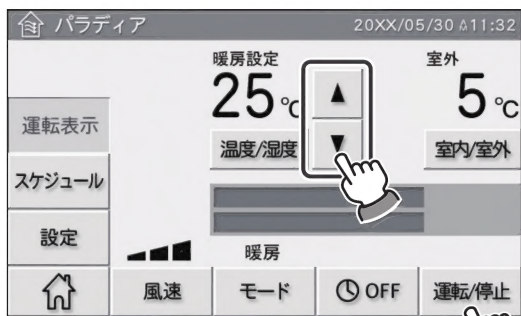 パラディア 20XX/05/30 11:32
暖房設定 室外
25℃ ▲ 5℃
運転表示
温度/湿度 ▼ 室内/室外
スケジュール
設定
暖房
風速 モード OFF 運転/停止